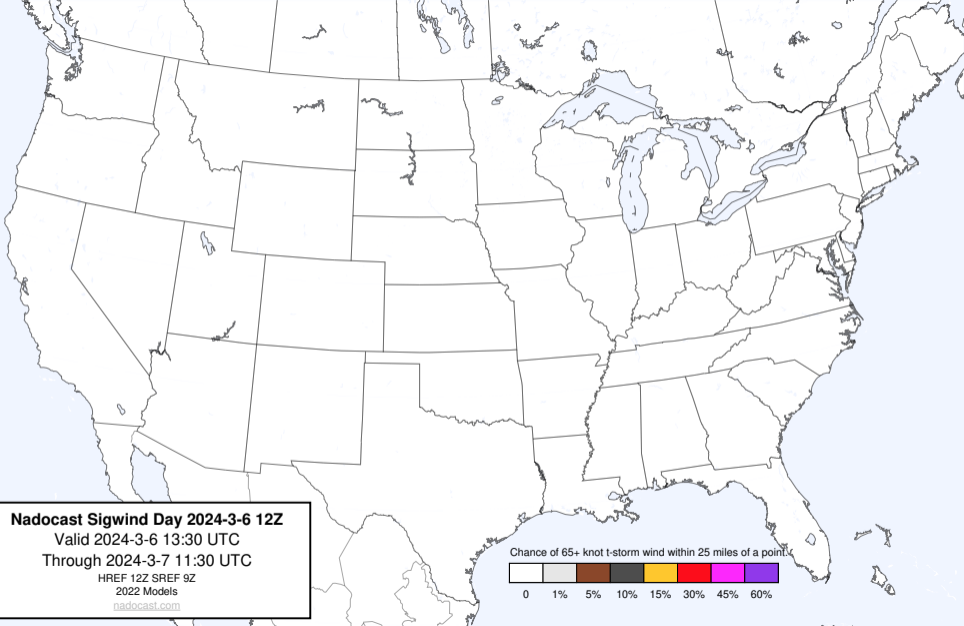 Nadocast Sigwind Day 2024-3-6 12Z
Valid 2024-3-6 13:30 UTC
Through 2024-3-7 11:30 UTC
HREF 12Z SREF 9Z
2022 Models
nadocast.com
Chance of 65+ knot t-storm wind within 25 miles of a point.
0 1% 5% 10% 15% 30% 45% 60%